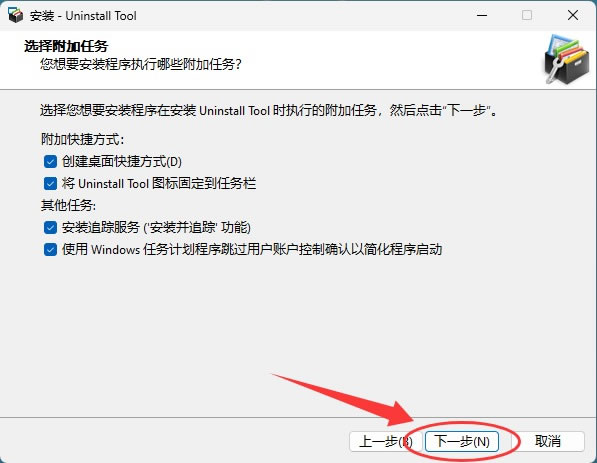 安装 - Uninstall Tool
选择附加任务
您想要安装程序执行哪些附加任务?
选择您想要安装程序在安装 Uninstall Tool 时执行的附加任务，然后点击“下一步”。
附加快捷方式:
创建桌面快捷方式(D)
将 Uninstall Tool 图标固定到任务栏
其他任务:
安装追踪服务 ('安装并追踪' 功能)
使用 Windows 任务计划程序跳过用户账户控制确认以简化程序启动
上一步(B) 下一步(N) 取消